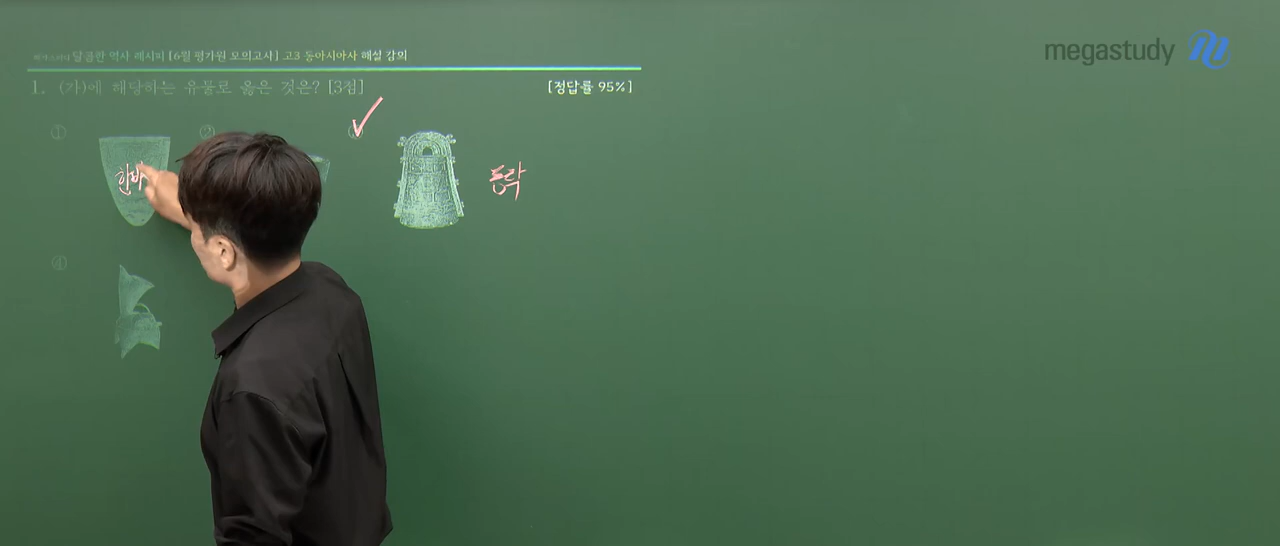 megastudy
달콤한 역사 레시피 [6월 평가원 모의고사] 고3 동아시아사 해설 강의
1. (가)에 해당하는 유물로 옳은 것은? [3점]
[정답률 95%]
①
②
한반
동탁
④